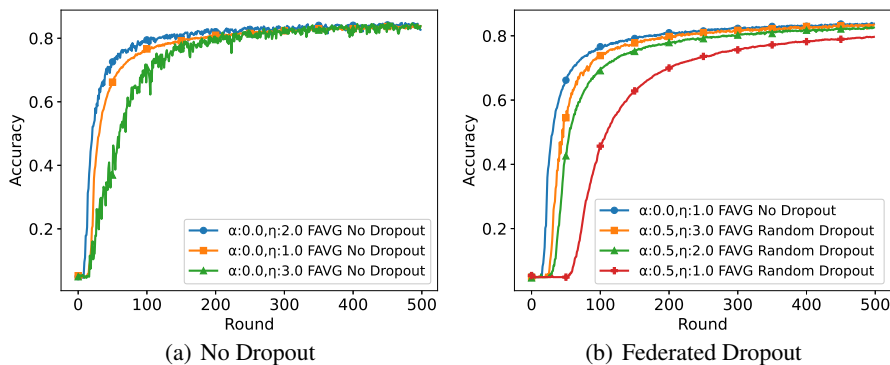 Accuracy
0.8
0.6
0.4
0.2
α:0.0,η:2.0 FAVG No Dropout
α:0.0,η:1.0 FAVG No Dropout
α:0.0,η:3.0 FAVG No Dropout
0 100 200 300 400 500
Round
(a) No Dropout
Accuracy
0.8
0.6
0.4
0.2
α:0.0,η:1.0 FAVG No Dropout
α:0.5,η:3.0 FAVG Random Dropout
α:0.5,η:2.0 FAVG Random Dropout
α:0.5,η:1.0 FAVG Random Dropout
0 100 200 300 400 500
Round
(b) Federated Dropout